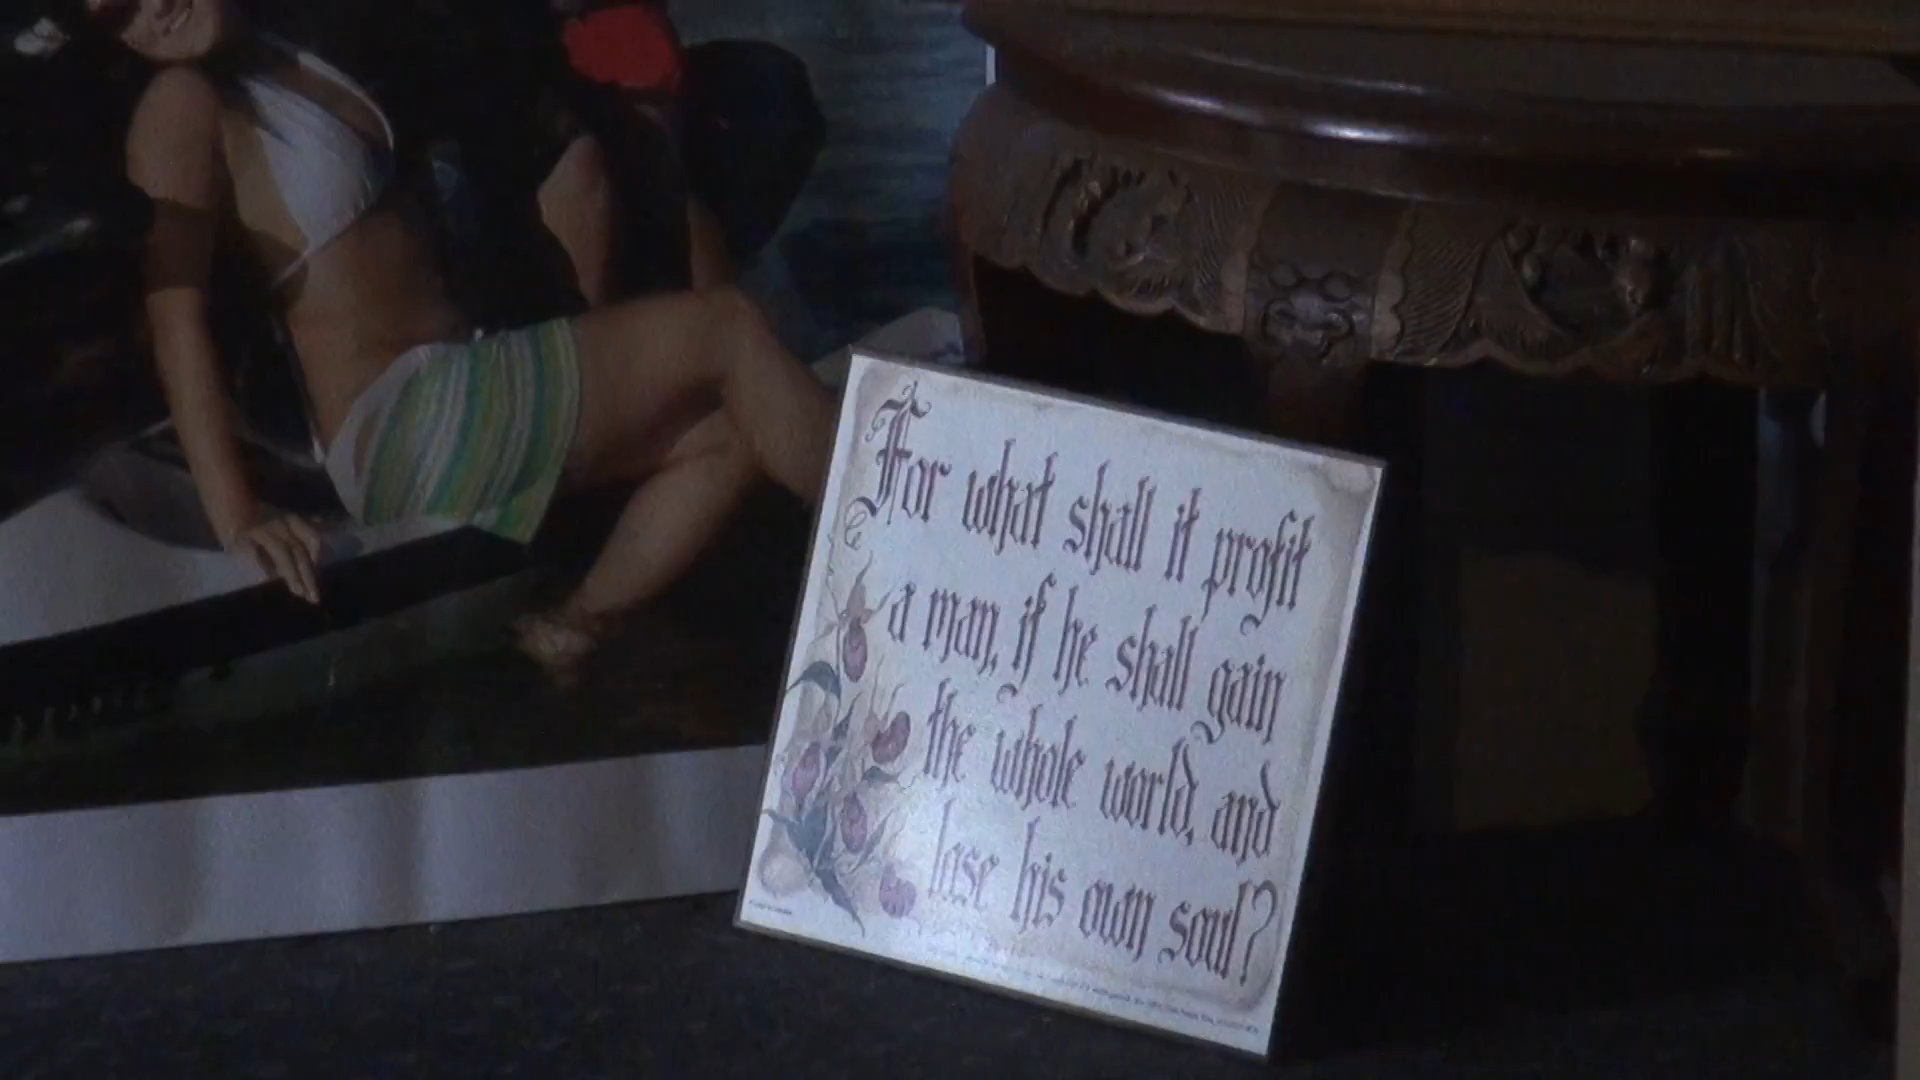 For what shall it profit
a man, if he shall gain
the whole world, and
lose his own soul?